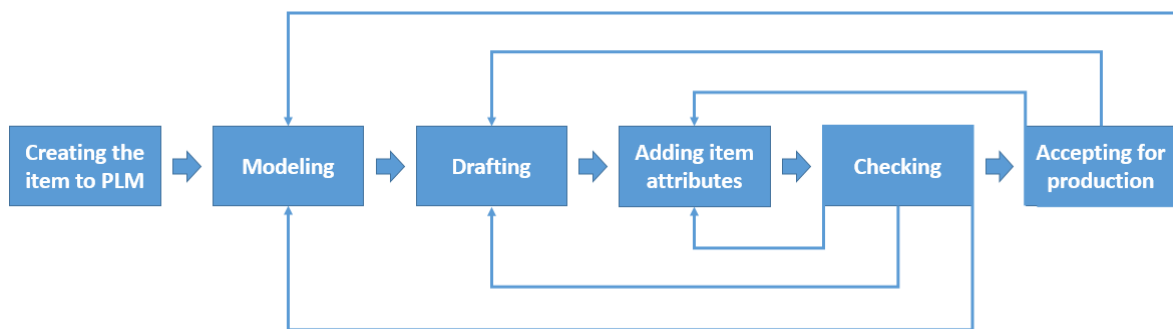 Creating the
item to PLM
Modeling
Drafting
Adding item
attributes
Checking
Accepting for
production